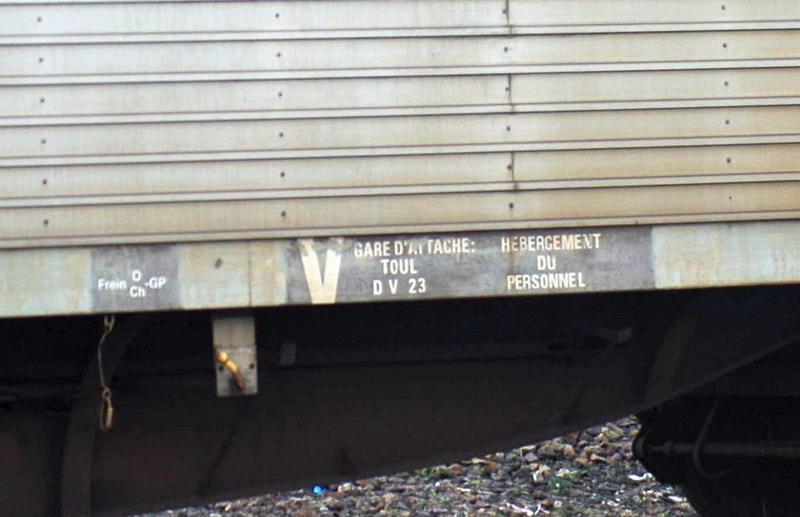 Frein O/Ch-GP
V
GARE D'ATTACHE:
TOUL
D V 23
HEBERGEMENT
DU
PERSONNEL